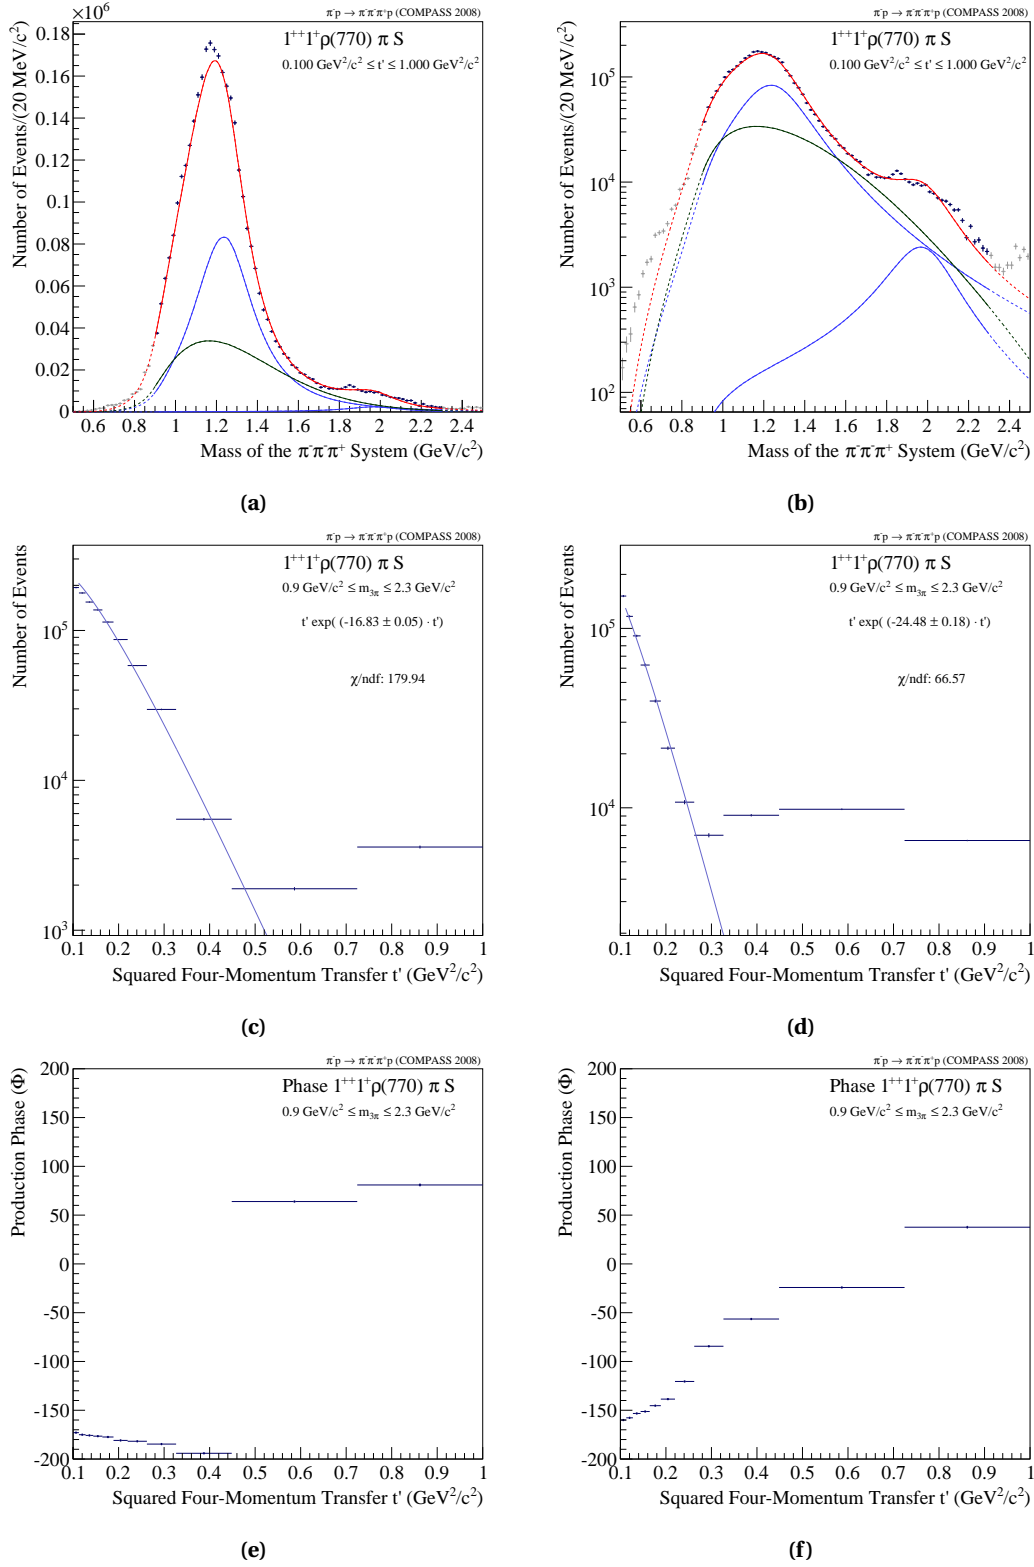 ×10⁶
π⁻p → π⁻π⁻π⁺p (COMPASS 2008)
1⁺⁺1⁺ρ(770) π S
0.100 GeV²/c² ≤ t' ≤ 1.000 GeV²/c²
Number of Events/(20 MeV/c²)
0.18
0.16
0.14
0.12
0.1
0.08
0.06
0.04
0.02
0
0.6 0.8 1 1.2 1.4 1.6 1.8 2 2.2 2.4
Mass of the π⁻π⁻π⁺ System (GeV/c²)
(a)
π⁻p → π⁻π⁻π⁺p (COMPASS 2008)
1⁺⁺1⁺ρ(770) π S
0.100 GeV²/c² ≤ t' ≤ 1.000 GeV²/c²
Number of Events/(20 MeV/c²)
10⁵
10⁴
10³
10²
0.6 0.8 1 1.2 1.4 1.6 1.8 2 2.2 2.4
Mass of the π⁻π⁻π⁺ System (GeV/c²)
(b)
π⁻p → π⁻π⁻π⁺p (COMPASS 2008)
1⁺⁺1⁺ρ(770) π S
0.9 GeV/c² ≤ m₃π ≤ 2.3 GeV/c²
t' exp( (-16.83 ± 0.05) · t')
χ/ndf: 179.94
Number of Events
10⁵
10⁴
10³
0.1 0.2 0.3 0.4 0.5 0.6 0.7 0.8 0.9 1
Squared Four-Momentum Transfer t' (GeV²/c²)
(c)
π⁻p → π⁻π⁻π⁺p (COMPASS 2008)
1⁺⁺1⁺ρ(770) π S
0.9 GeV/c² ≤ m₃π ≤ 2.3 GeV/c²
t' exp( (-24.48 ± 0.18) · t')
χ/ndf: 66.57
Number of Events
10⁵
10⁴
0.1 0.2 0.3 0.4 0.5 0.6 0.7 0.8 0.9 1
Squared Four-Momentum Transfer t' (GeV²/c²)
(d)
π⁻p → π⁻π⁻π⁺p (COMPASS 2008)
Phase 1⁺⁺1⁺ρ(770) π S
0.9 GeV/c² ≤ m₃π ≤ 2.3 GeV/c²
Production Phase (Φ)
200
150
100
50
0
-50
-100
-150
-200
0.1 0.2 0.3 0.4 0.5 0.6 0.7 0.8 0.9 1
Squared Four-Momentum Transfer t' (GeV²/c²)
(e)
π⁻p → π⁻π⁻π⁺p (COMPASS 2008)
Phase 1⁺⁺1⁺ρ(770) π S
0.9 GeV/c² ≤ m₃π ≤ 2.3 GeV/c²
Production Phase (Φ)
200
150
100
50
0
-50
-100
-150
-200
0.1 0.2 0.3 0.4 0.5 0.6 0.7 0.8 0.9 1
Squared Four-Momentum Transfer t' (GeV²/c²)
(f)